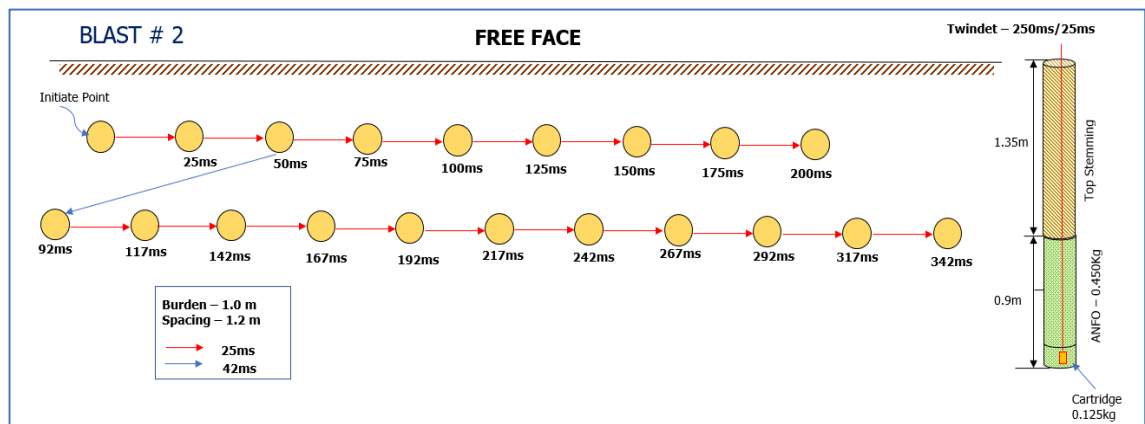 BLAST # 2
FREE FACE
Twindet – 250ms/25ms
Initiate Point
25ms
50ms
75ms
100ms
125ms
150ms
175ms
200ms
1.35m
Top Stemming
92ms
117ms
142ms
167ms
192ms
217ms
242ms
267ms
292ms
317ms
342ms
Burden – 1.0 m
Spacing – 1.2 m
25ms
42ms
0.9m
ANFO – 0.450Kg
Cartridge
0.125kg